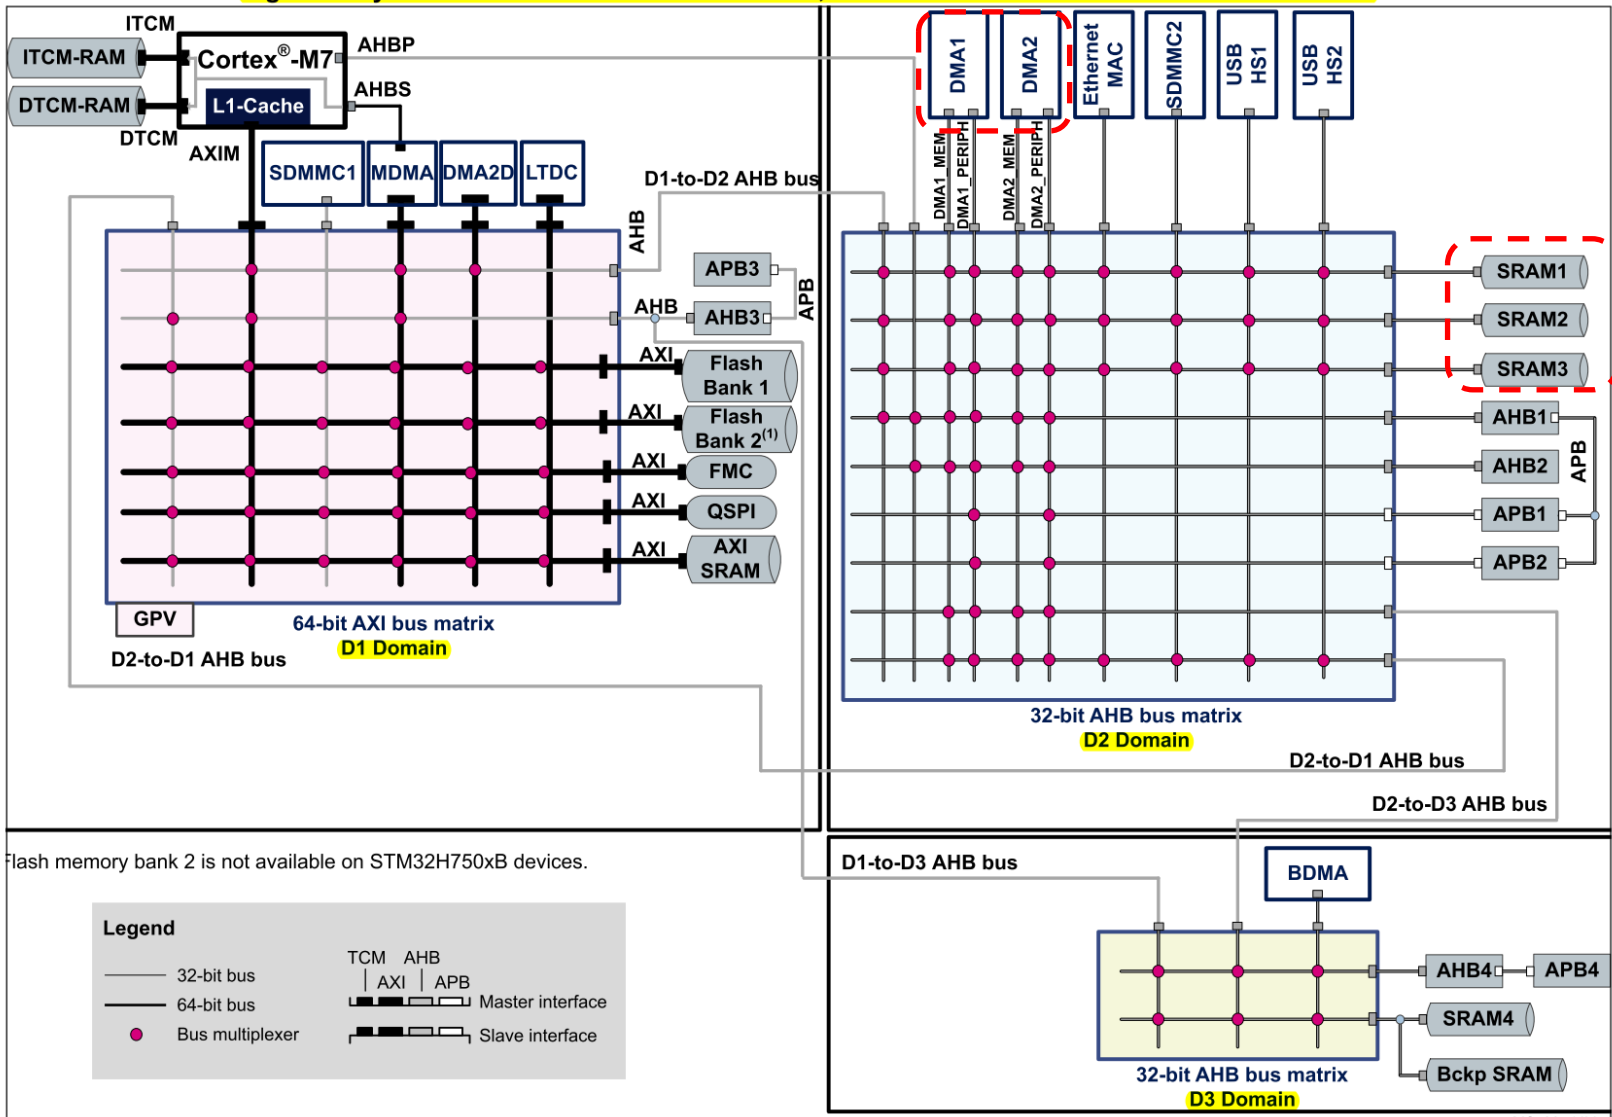 ITCM
ITCM-RAM
Cortex®-M7
AHBP
DTCM-RAM
L1-Cache
AHBS
DTCM
AXIM
SDMMC1
MDMA
DMA2D
LTDC
D1-to-D2 AHB bus
AHB
APB3
APB
AHB
AHB3
AXI
Flash
Bank 1
AXI
Flash
Bank 2(1)
AXI
FMC
AXI
QSPI
AXI
AXI
SRAM
GPV
64-bit AXI bus matrix
D1 Domain
D2-to-D1 AHB bus
DMA1
DMA2
Ethernet
MAC
SDMMC2
USB
HS1
USB
HS2
DMA1_MEM
DMA1_PERIPH
DMA2_MEM
DMA2_PERIPH
SRAM1
SRAM2
SRAM3
AHB1
AHB2
APB
APB1
APB2
32-bit AHB bus matrix
D2 Domain
D2-to-D1 AHB bus
D2-to-D3 AHB bus
Flash memory bank 2 is not available on STM32H750xB devices.
D1-to-D3 AHB bus
BDMA
AHB4
APB4
SRAM4
Bckp SRAM
32-bit AHB bus matrix
D3 Domain
Legend
32-bit bus
64-bit bus
Bus multiplexer
TCM AHB
AXI APB
Master interface
Slave interface